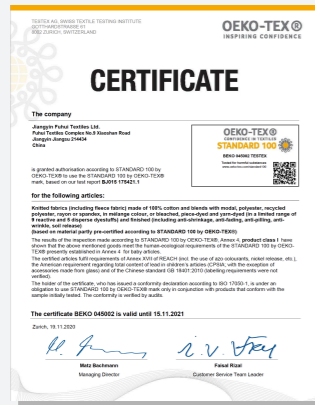 TESTEX AG, SWISS TEXTILE TESTING INSTITUTE
GOTTHARDSTRASSE 61
8002 ZURICH, SWITZERLAND
OEKO-TEX®
INSPIRING CONFIDENCE
CERTIFICATE
The company
Jiangyin Fuhui Textiles Ltd.
Fuhui Textiles Complex No.9 Xiaoshan Road
Jiangyin Jiangsu 214434
China
OEKO-TEX®
CONFIDENCE IN TEXTILES
STANDARD 100
BEKO 045002 TESTEX
Tested for harmful substances
www.oeko-tex.com/standard100
is granted authorisation according to STANDARD 100 by
OEKO-TEX® to use the STANDARD 100 by OEKO-TEX®
mark, based on our test report BJ015 175421.1
for the following articles:
Knitted fabrics (including fleece fabric) made of 100% cotton and blends with modal, polyester, recycled
polyester, rayon or spandex, in mélange colour, or bleached, piece-dyed and yarn-dyed (in a limited range of
reactive and disperse dyestuffs) and finished (including anti-shrinkage, anti-fuzzing, anti-pilling, anti-
wrinkle, soil release)
(based on material partly pre-certified according to STANDARD 100 by OEKO-TEX®)
The results of the inspection made according to STANDARD 100 by OEKO-TEX®, Annex 4, product class I have
shown that the above mentioned goods meet the human-ecological requirements of the STANDARD 100 by OEKO-
TEX® presently established in Annex 4 for baby articles.
The certified articles fulfil requirements of Annex XVII of REACH (incl. the use of azo colourants, nickel release, etc.),
the American requirement regarding total content of lead in children's articles (CPSIA; with the exception of
accessories made from glass) and of the Chinese standard GB 18401:2010 (labelling requirements were not
verified).
The holder of the certificate, who has issued a conformity declaration according to ISO 17050-1, is under an
obligation to use STANDARD 100 by OEKO-TEX® mark only in conjunction with products that conform with the
sample initially tested. The conformity is verified by audits.
The certificate BEKO 045002 is valid until 15.11.2021
Zurich, 19.11.2020
Matz Bachmann
Managing Director
Faisal Rizal
Customer Service Team Leader